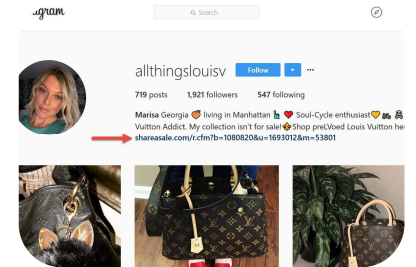 .gram
Search
allthingslouisv Follow
719 posts 1,921 followers 547 following
Marisa Georgia 🍑 living in Manhattan 🗽 ❤️ Soul-Cycle enthusiast
Vuitton Addict. My collection isn't for sale! Shop preLVoed Louis Vuitton
shareasale.com/r.cfm?b=1080820&u=1693012&m=53801